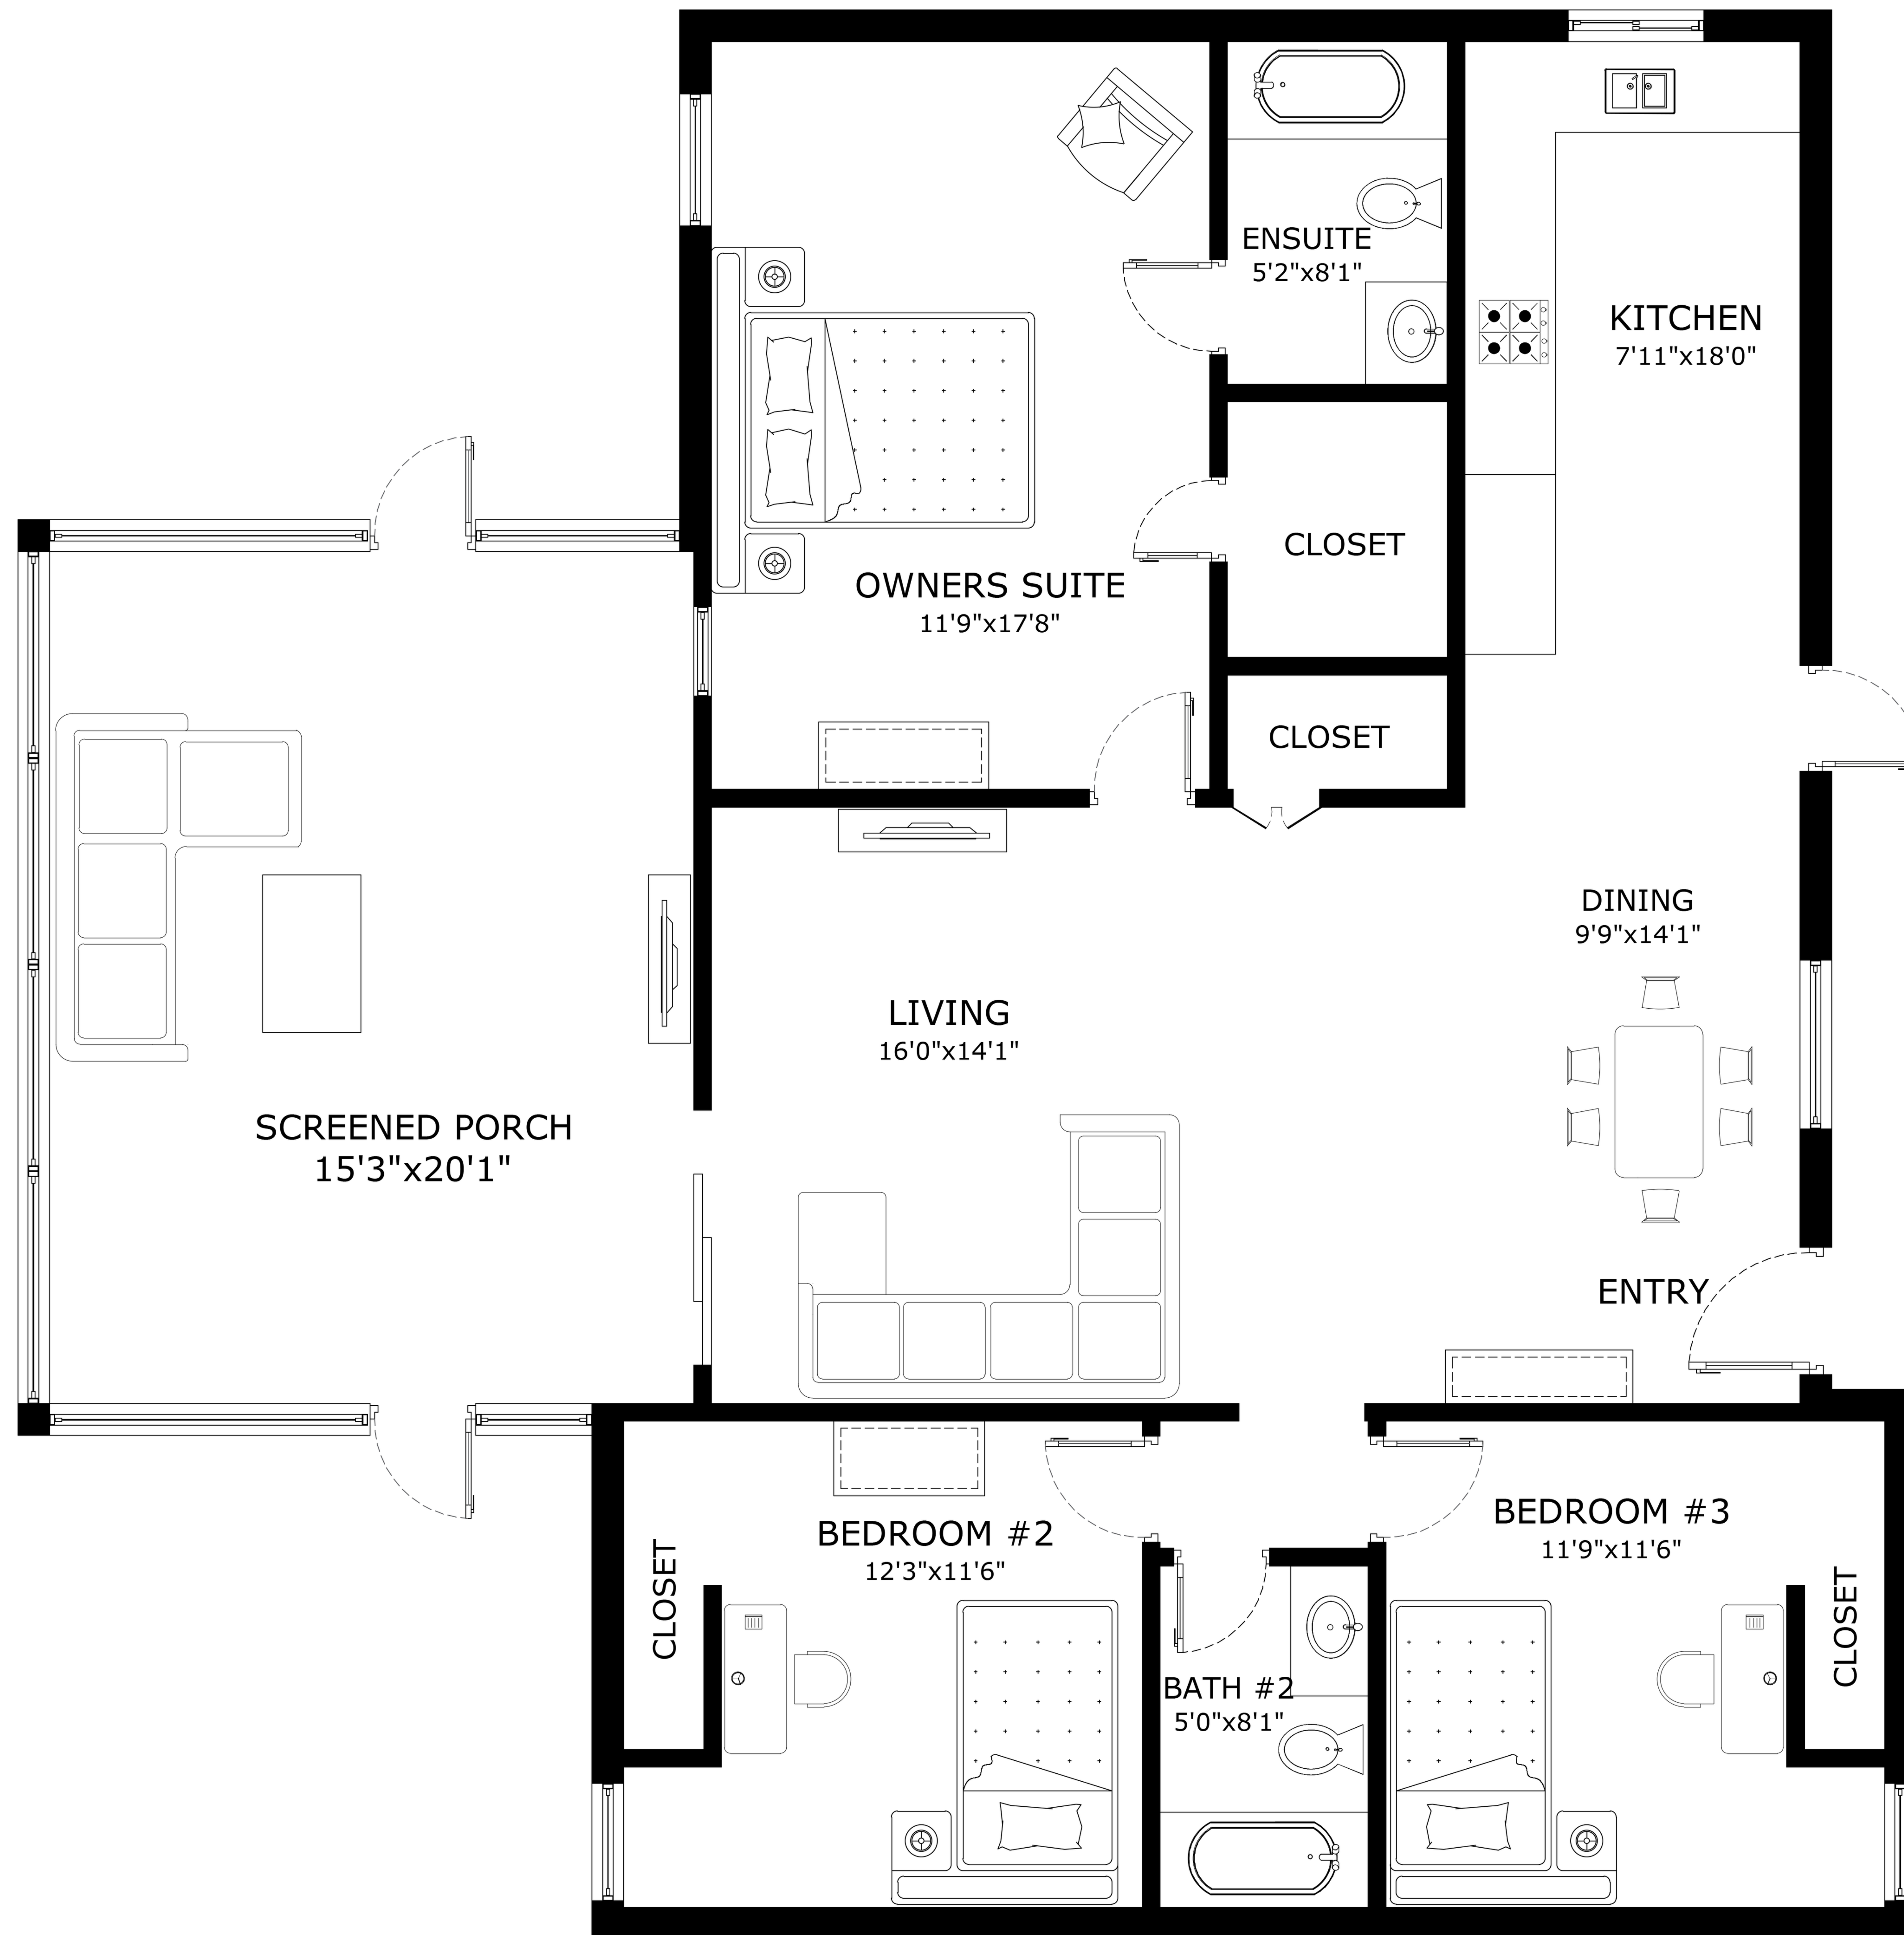 ENSUITE
5'2"x8'1"
KITCHEN
7'11"x18'0"
CLOSET
OWNERS SUITE
11'9"x17'8"
CLOSET
DINING
9'9"x14'1"
LIVING
16'0"x14'1"
SCREENED PORCH
15'3"x20'1"
ENTRY
BEDROOM #2
12'3"x11'6"
BEDROOM #3
11'9"x11'6"
CLOSET
CLOSET
BATH #2
5'0"x8'1"